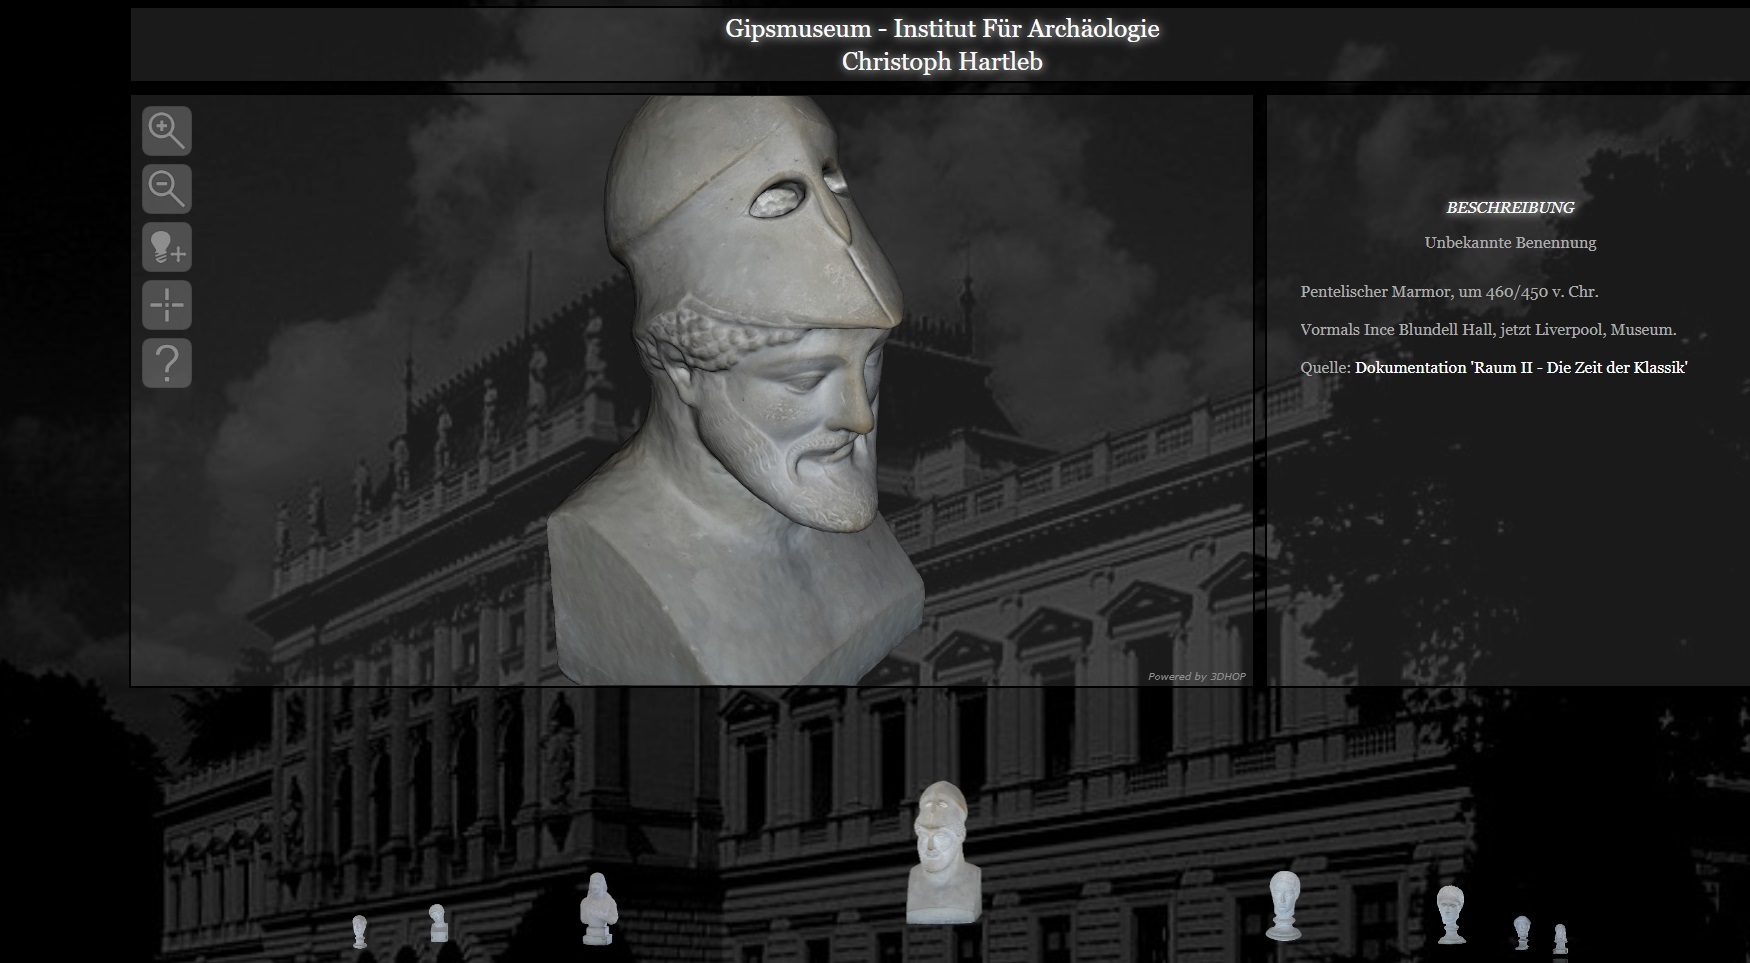 Gipsmuseum - Institut Für Archäologie
Christoph Hartleb
BESCHREIBUNG
Unbekannte Benennung
Pentelischer Marmor, um 460/450 v. Chr.
Vormals Ince Blundell Hall, jetzt Liverpool, Museum.
Quelle: Dokumentation 'Raum II - Die Zeit der Klassik'
Powered by 3DHOP